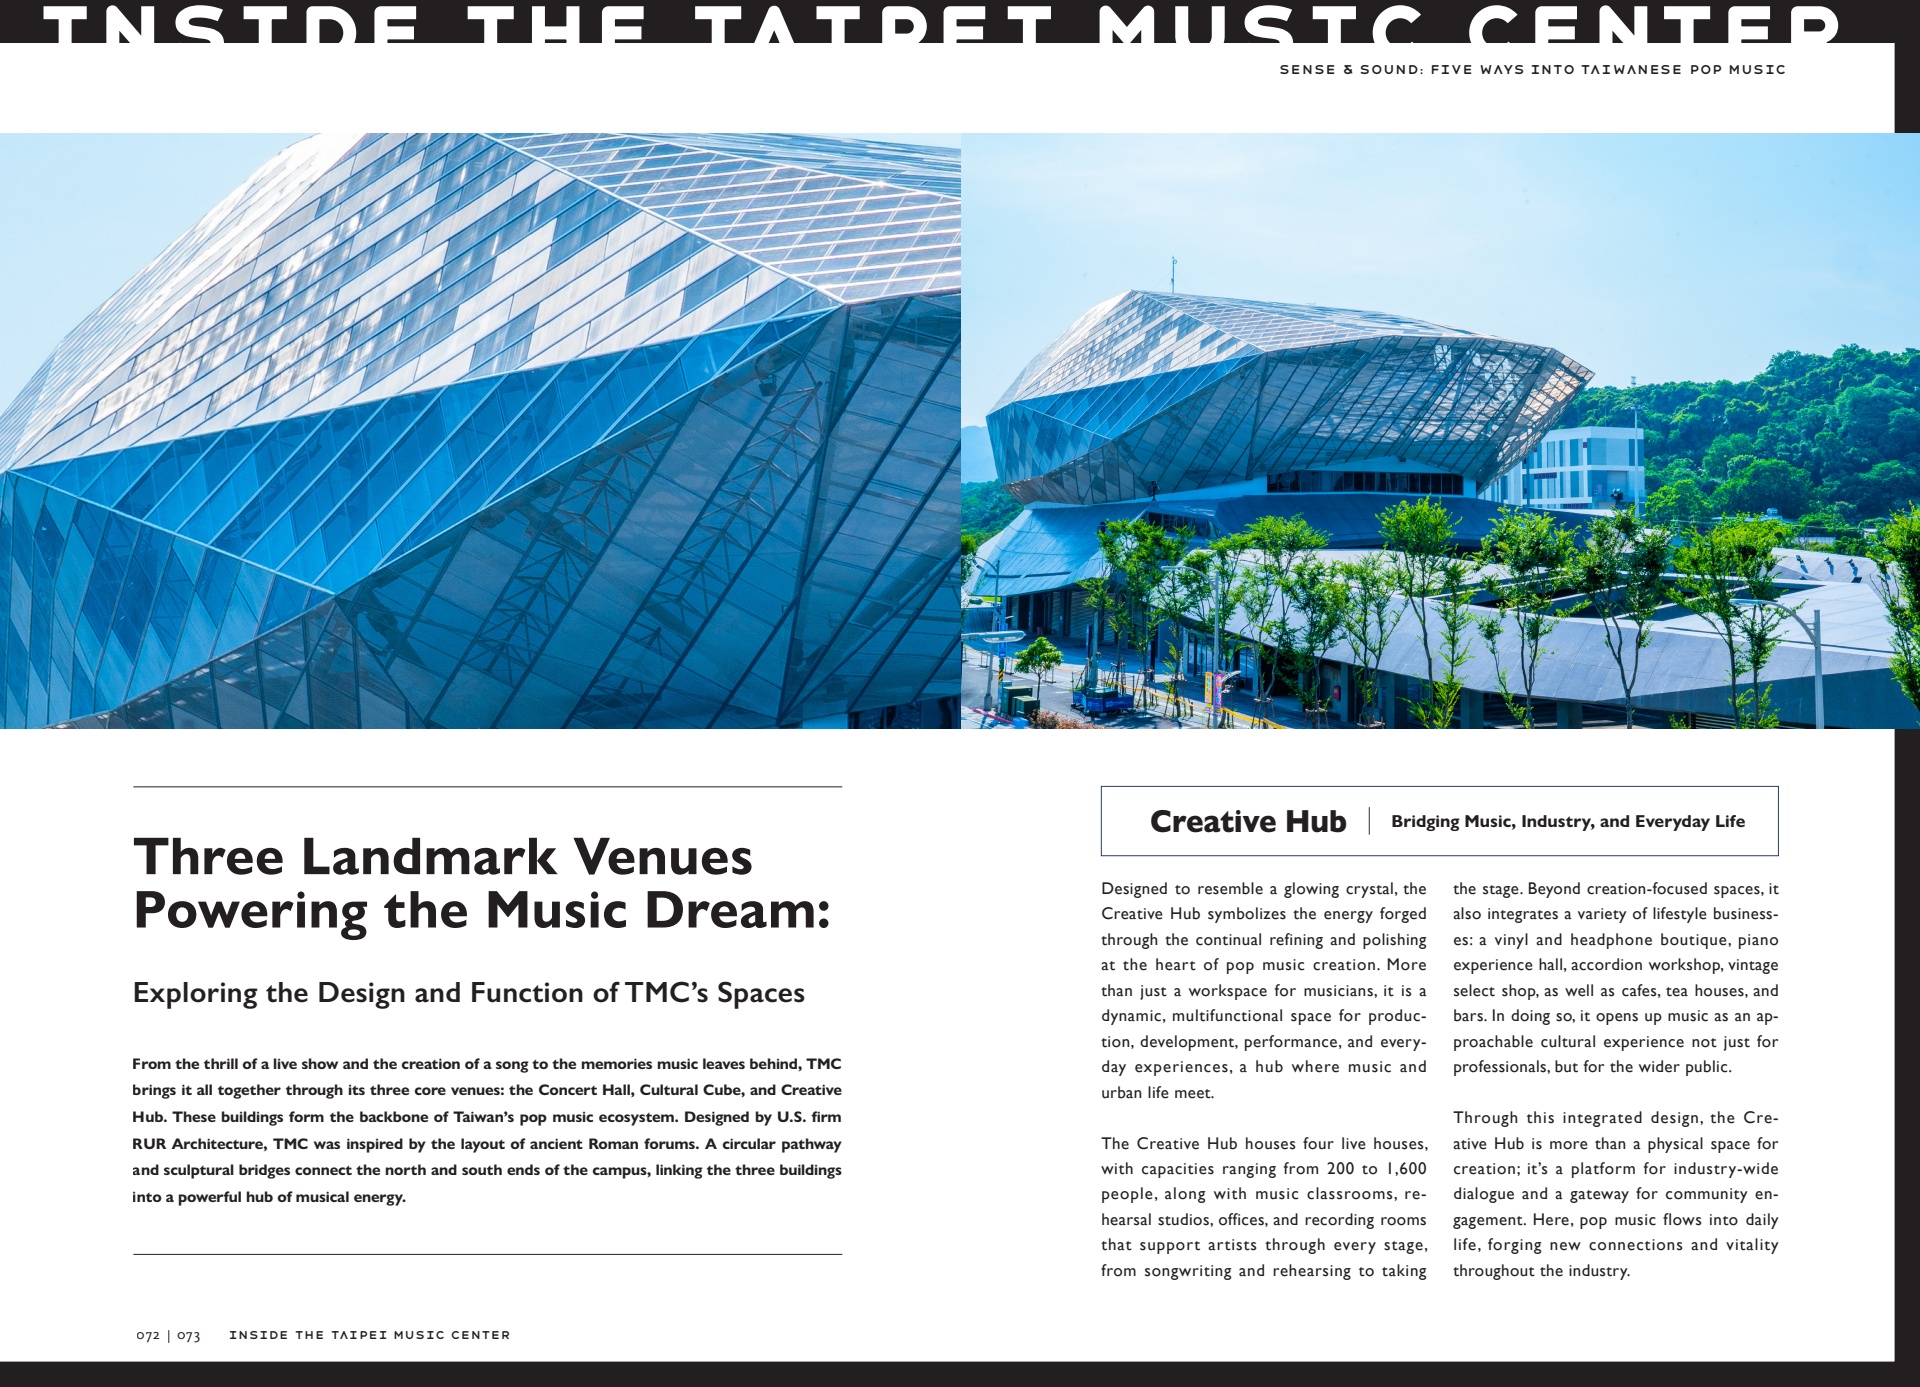 INSIDE THE TAIPEI MUSIC CENTER
SENSE & SOUND: FIVE WAYS INTO TAIWANESE POP MUSIC
Three Landmark Venues
Powering the Music Dream:
Exploring the Design and Function of TMC’s Spaces
From the thrill of a live show and the creation of a song to the memories music leaves behind, TMC
brings it all together through its three core venues: the Concert Hall, Cultural Cube, and Creative
Hub. These buildings form the backbone of Taiwan’s pop music ecosystem. Designed by U.S. firm
RUR Architecture, TMC was inspired by the layout of ancient Roman forums. A circular pathway
and sculptural bridges connect the north and south ends of the campus, linking the three buildings
into a powerful hub of musical energy.
Creative Hub | Bridging Music, Industry, and Everyday Life
Designed to resemble a glowing crystal, the
Creative Hub symbolizes the energy forged
through the continual refining and polishing
at the heart of pop music creation. More
than just a workspace for musicians, it is a
dynamic, multifunctional space for produc-
tion, development, performance, and every-
day experiences, a hub where music and
urban life meet.
The Creative Hub houses four live houses,
with capacities ranging from 200 to 1,600
people, along with music classrooms, re-
hearsal studios, offices, and recording rooms
that support artists through every stage,
from songwriting and rehearsing to taking
the stage. Beyond creation-focused spaces, it
also integrates a variety of lifestyle business-
es: a vinyl and headphone boutique, piano
experience hall, accordion workshop, vintage
select shop, as well as cafes, tea houses, and
bars. In doing so, it opens up music as an ap-
proachable cultural experience not just for
professionals, but for the wider public.
Through this integrated design, the Cre-
ative Hub is more than a physical space for
creation; it’s a platform for industry-wide
dialogue and a gateway for community en-
gagement. Here, pop music flows into daily
life, forging new connections and vitality
throughout the industry.
072 | 073 INSIDE THE TAIPEI MUSIC CENTER